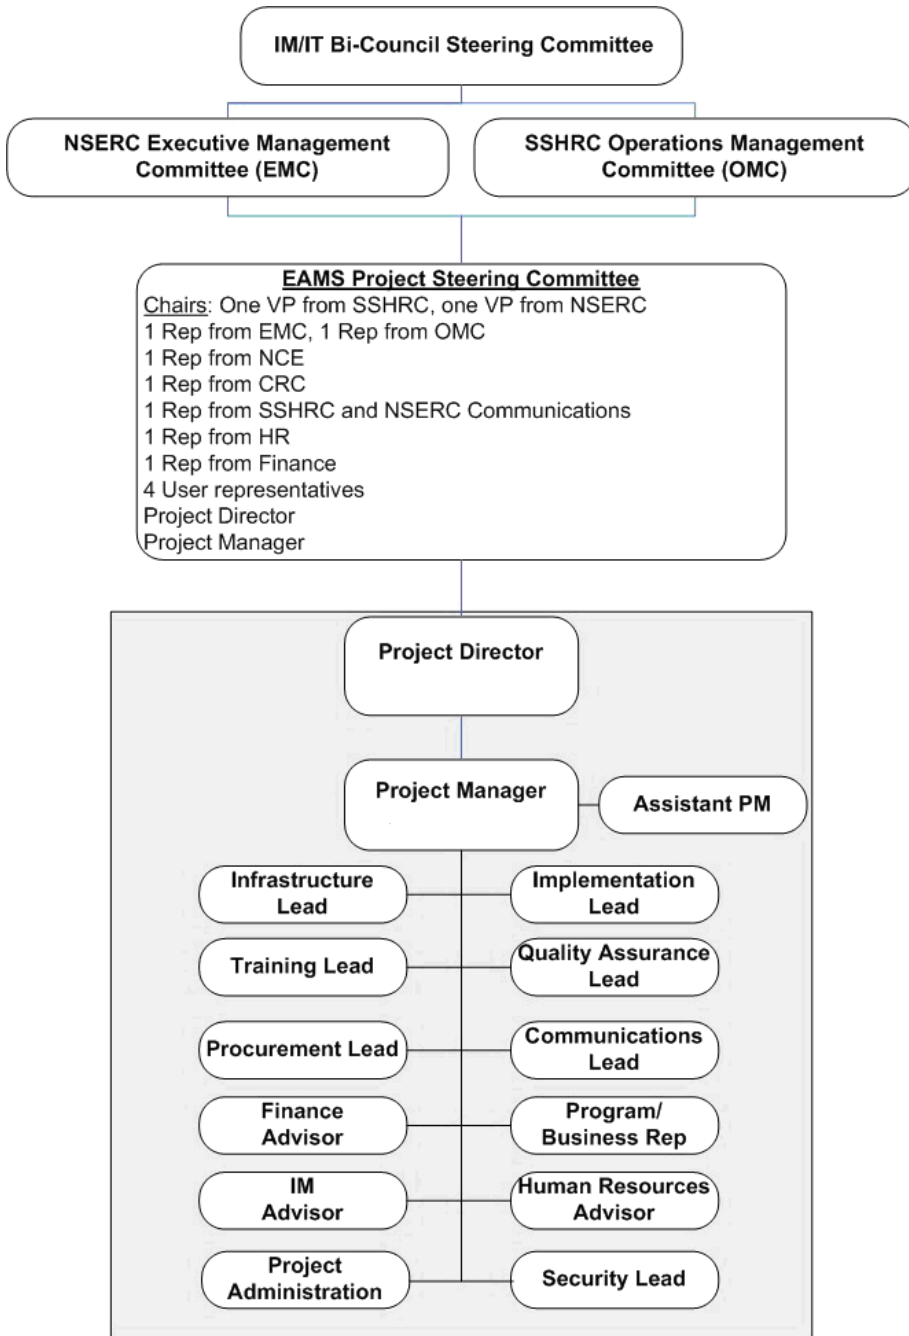 IM/IT Bi-Council Steering Committee
NSERC Executive Management
Committee (EMC)
SSHRC Operations Management
Committee (OMC)
EAMS Project Steering Committee
Chairs: One VP from SSHRC, one VP from NSERC
1 Rep from EMC, 1 Rep from OMC
1 Rep from NCE
1 Rep from CRC
1 Rep from SSHRC and NSERC Communications
1 Rep from HR
1 Rep from Finance
4 User representatives
Project Director
Project Manager
Project Director
Project Manager
Assistant PM
Infrastructure
Lead
Implementation
Lead
Training Lead
Quality Assurance
Lead
Procurement Lead
Communications
Lead
Finance
Advisor
Program/
Business Rep
IM
Advisor
Human Resources
Advisor
Project
Administration
Security Lead